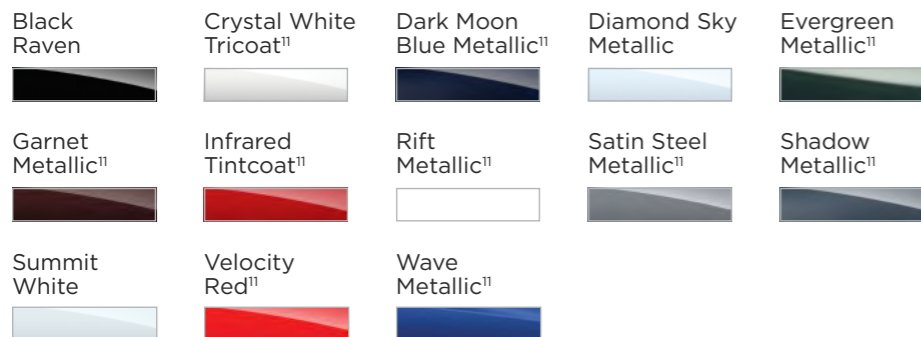 Black
Raven
Crystal White
Tricoat¹¹
Dark Moon
Blue Metallic¹¹
Diamond Sky
Metallic
Evergreen
Metallic¹¹
Garnet
Metallic¹¹
Infrared
Tintcoat¹¹
Rift
Metallic¹¹
Satin Steel
Metallic¹¹
Shadow
Metallic¹¹
Summit
White
Velocity
Red¹¹
Wave
Metallic¹¹